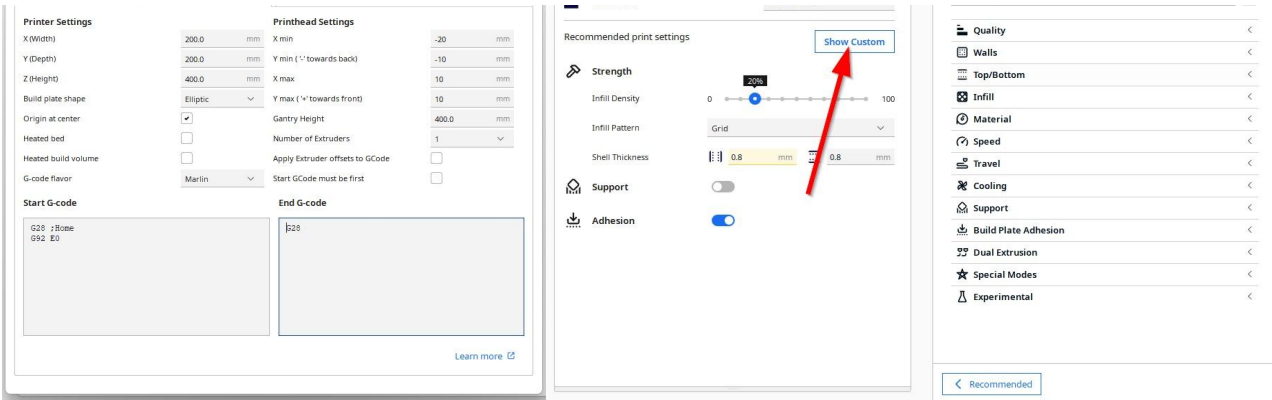 Printer Settings
X (Width) 200.0 mm
Y (Depth) 200.0 mm
Z (Height) 400.0 mm
Build plate shape Elliptic
Origin at center
Heated bed
Heated build volume
G-code flavor Marlin
Printhead Settings
X min -20 mm
Y min ( '-' towards back) -10 mm
X max 10 mm
Y max ( '+' towards front) 10 mm
Gantry Height 400.0 mm
Number of Extruders 1
Apply Extruder offsets to GCode
Start GCode must be first
Start G-code
G28 ;Home
G92 E0
End G-code
G28
Learn more
Recommended print settings
Show Custom
Strength
20%
Infill Density 0 100
Infill Pattern Grid
Shell Thickness 0.8 mm 0.8 mm
Support
Adhesion
Quality
Walls
Top/Bottom
Infill
Material
Speed
Travel
Cooling
Support
Build Plate Adhesion
Dual Extrusion
Special Modes
Experimental
Recommended